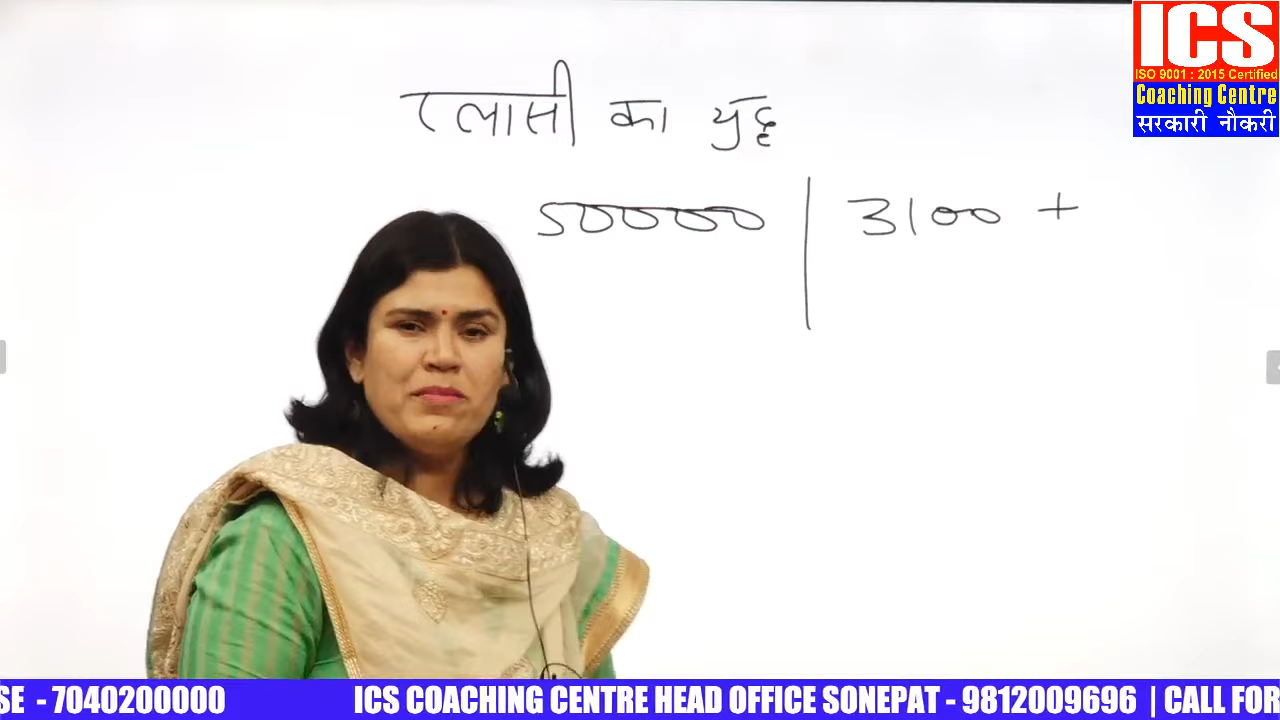 ICS
ISO 9001 : 2015 Certified
Coaching Centre
सरकारी नौकरी
प्लासी का युद्ध
50000 | 3100 +
SE - 7040200000 ICS COACHING CENTRE HEAD OFFICE SONEPAT - 9812009696 | CALL FOR